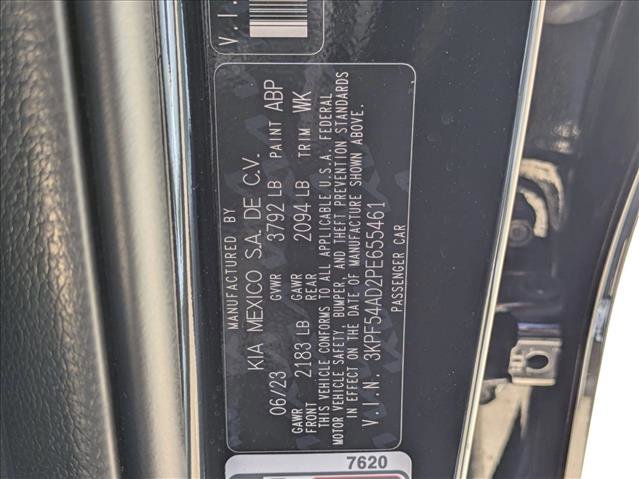 V.I.
MANUFACTURED BY
KIA MEXICO S.A. DE C.V.
06/23 GVWR 3792 LB PAINT ABP
GAWR FRONT 2183 LB GAWR REAR 2094 LB TRIM WK
THIS VEHICLE CONFORMS TO ALL APPLICABLE U.S.A. FEDERAL
MOTOR VEHICLE SAFETY, BUMPER, AND THEFT PREVENTION STANDARDS
IN EFFECT ON THE DATE OF MANUFACTURE SHOWN ABOVE.
V.I.N 3KPF54AD2PE655461
PASSENGER CAR
7620